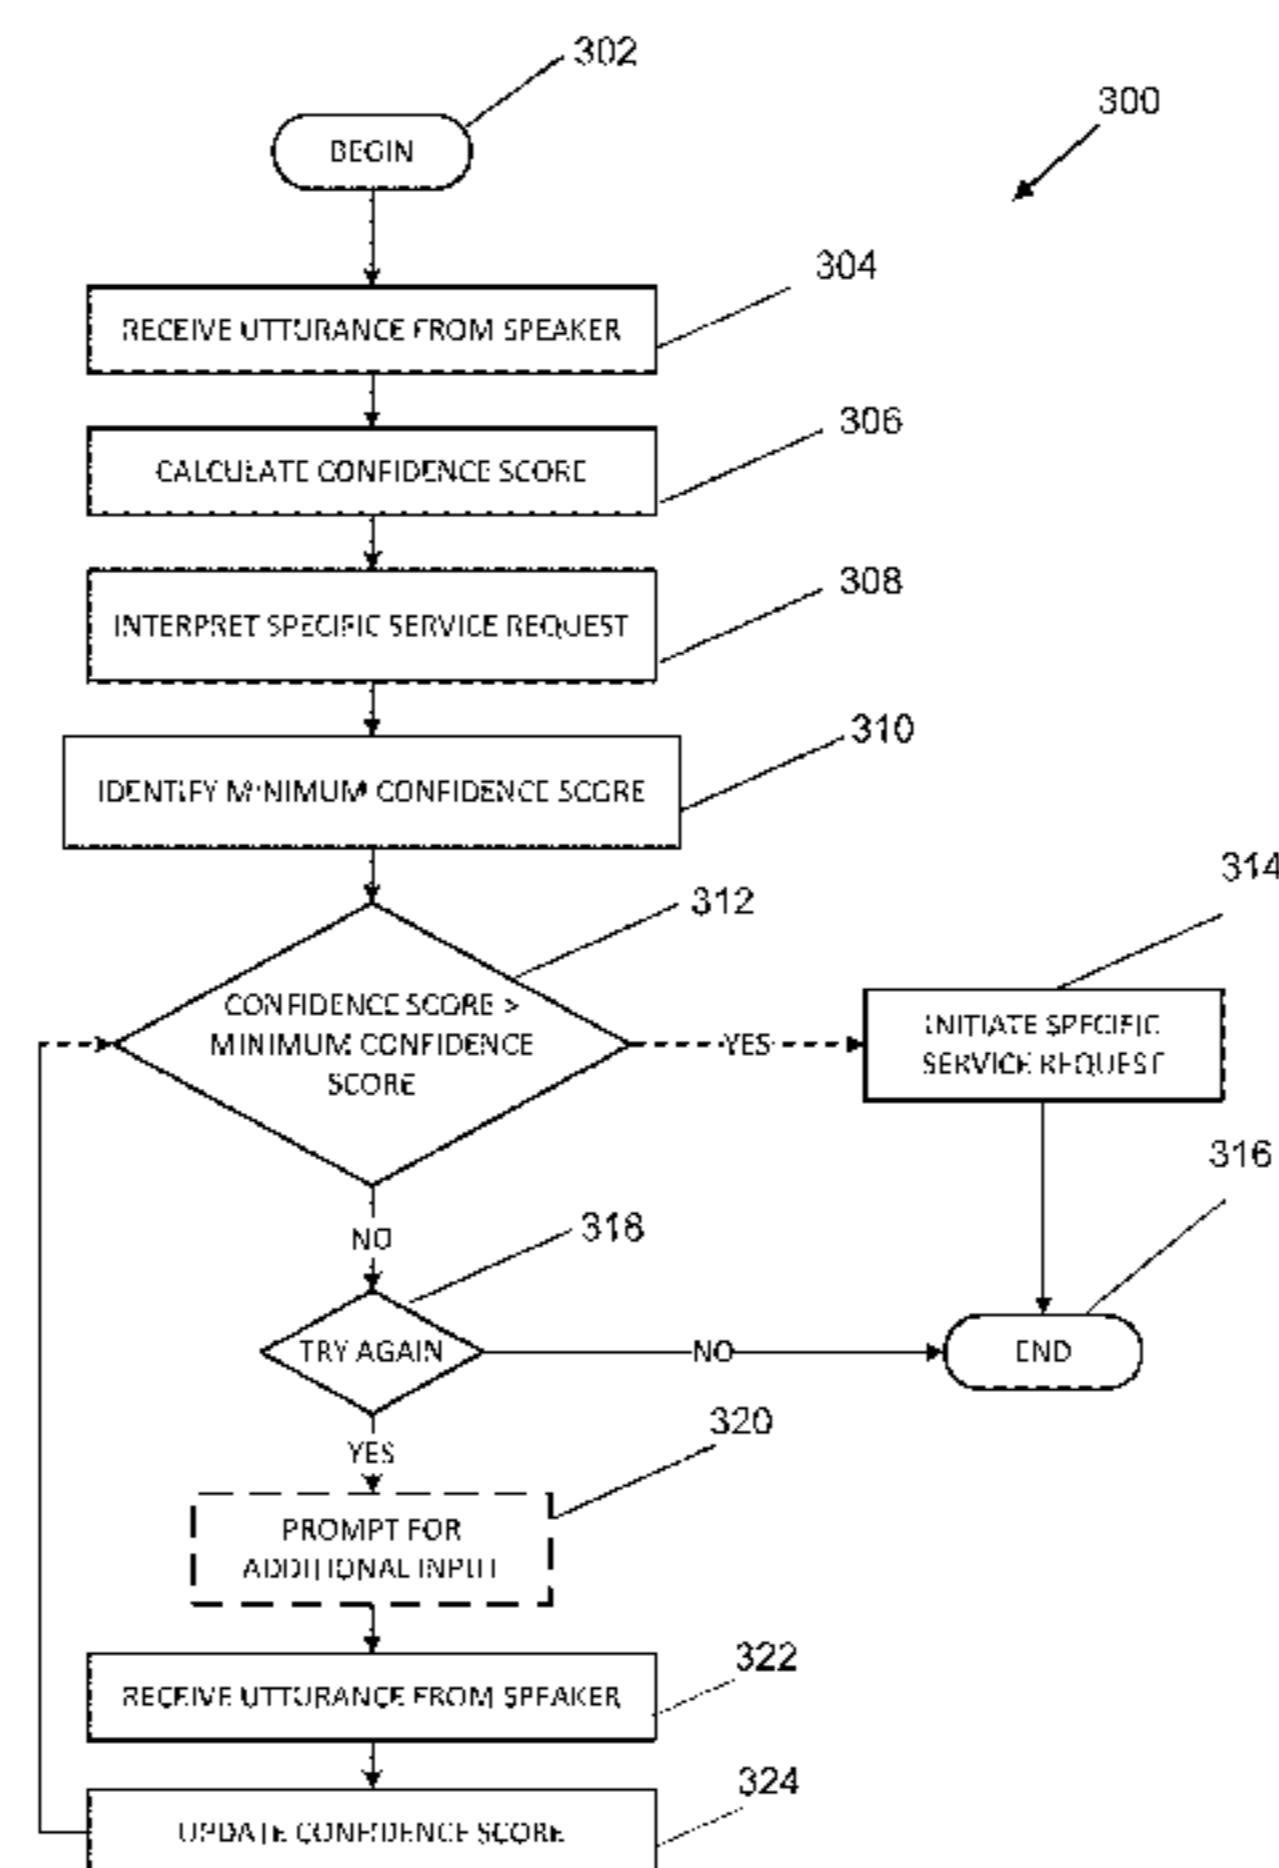 302
300
BEGIN
304
RECEIVE UTTURANCE FROM SPEAKER
306
CALCULATE CONFIDENCE SCORE
308
INTERPRET SPECIFIC SERVICE REQUEST
310
IDENTIFY MINIMUM CONFIDENCE SCORE
312
314
CONFIDENCE SCORE >
MINIMUM CONFIDENCE
SCORE
YES
INITIATE SPECIFIC
SERVICE REQUEST
316
NO
318
TRY AGAIN
NO
END
320
YES
PROMPT FOR
ADDITIONAL INPUT
322
RECEIVE UTTURANCE FROM SPEAKER
324
UPDATE CONFIDENCE SCORE